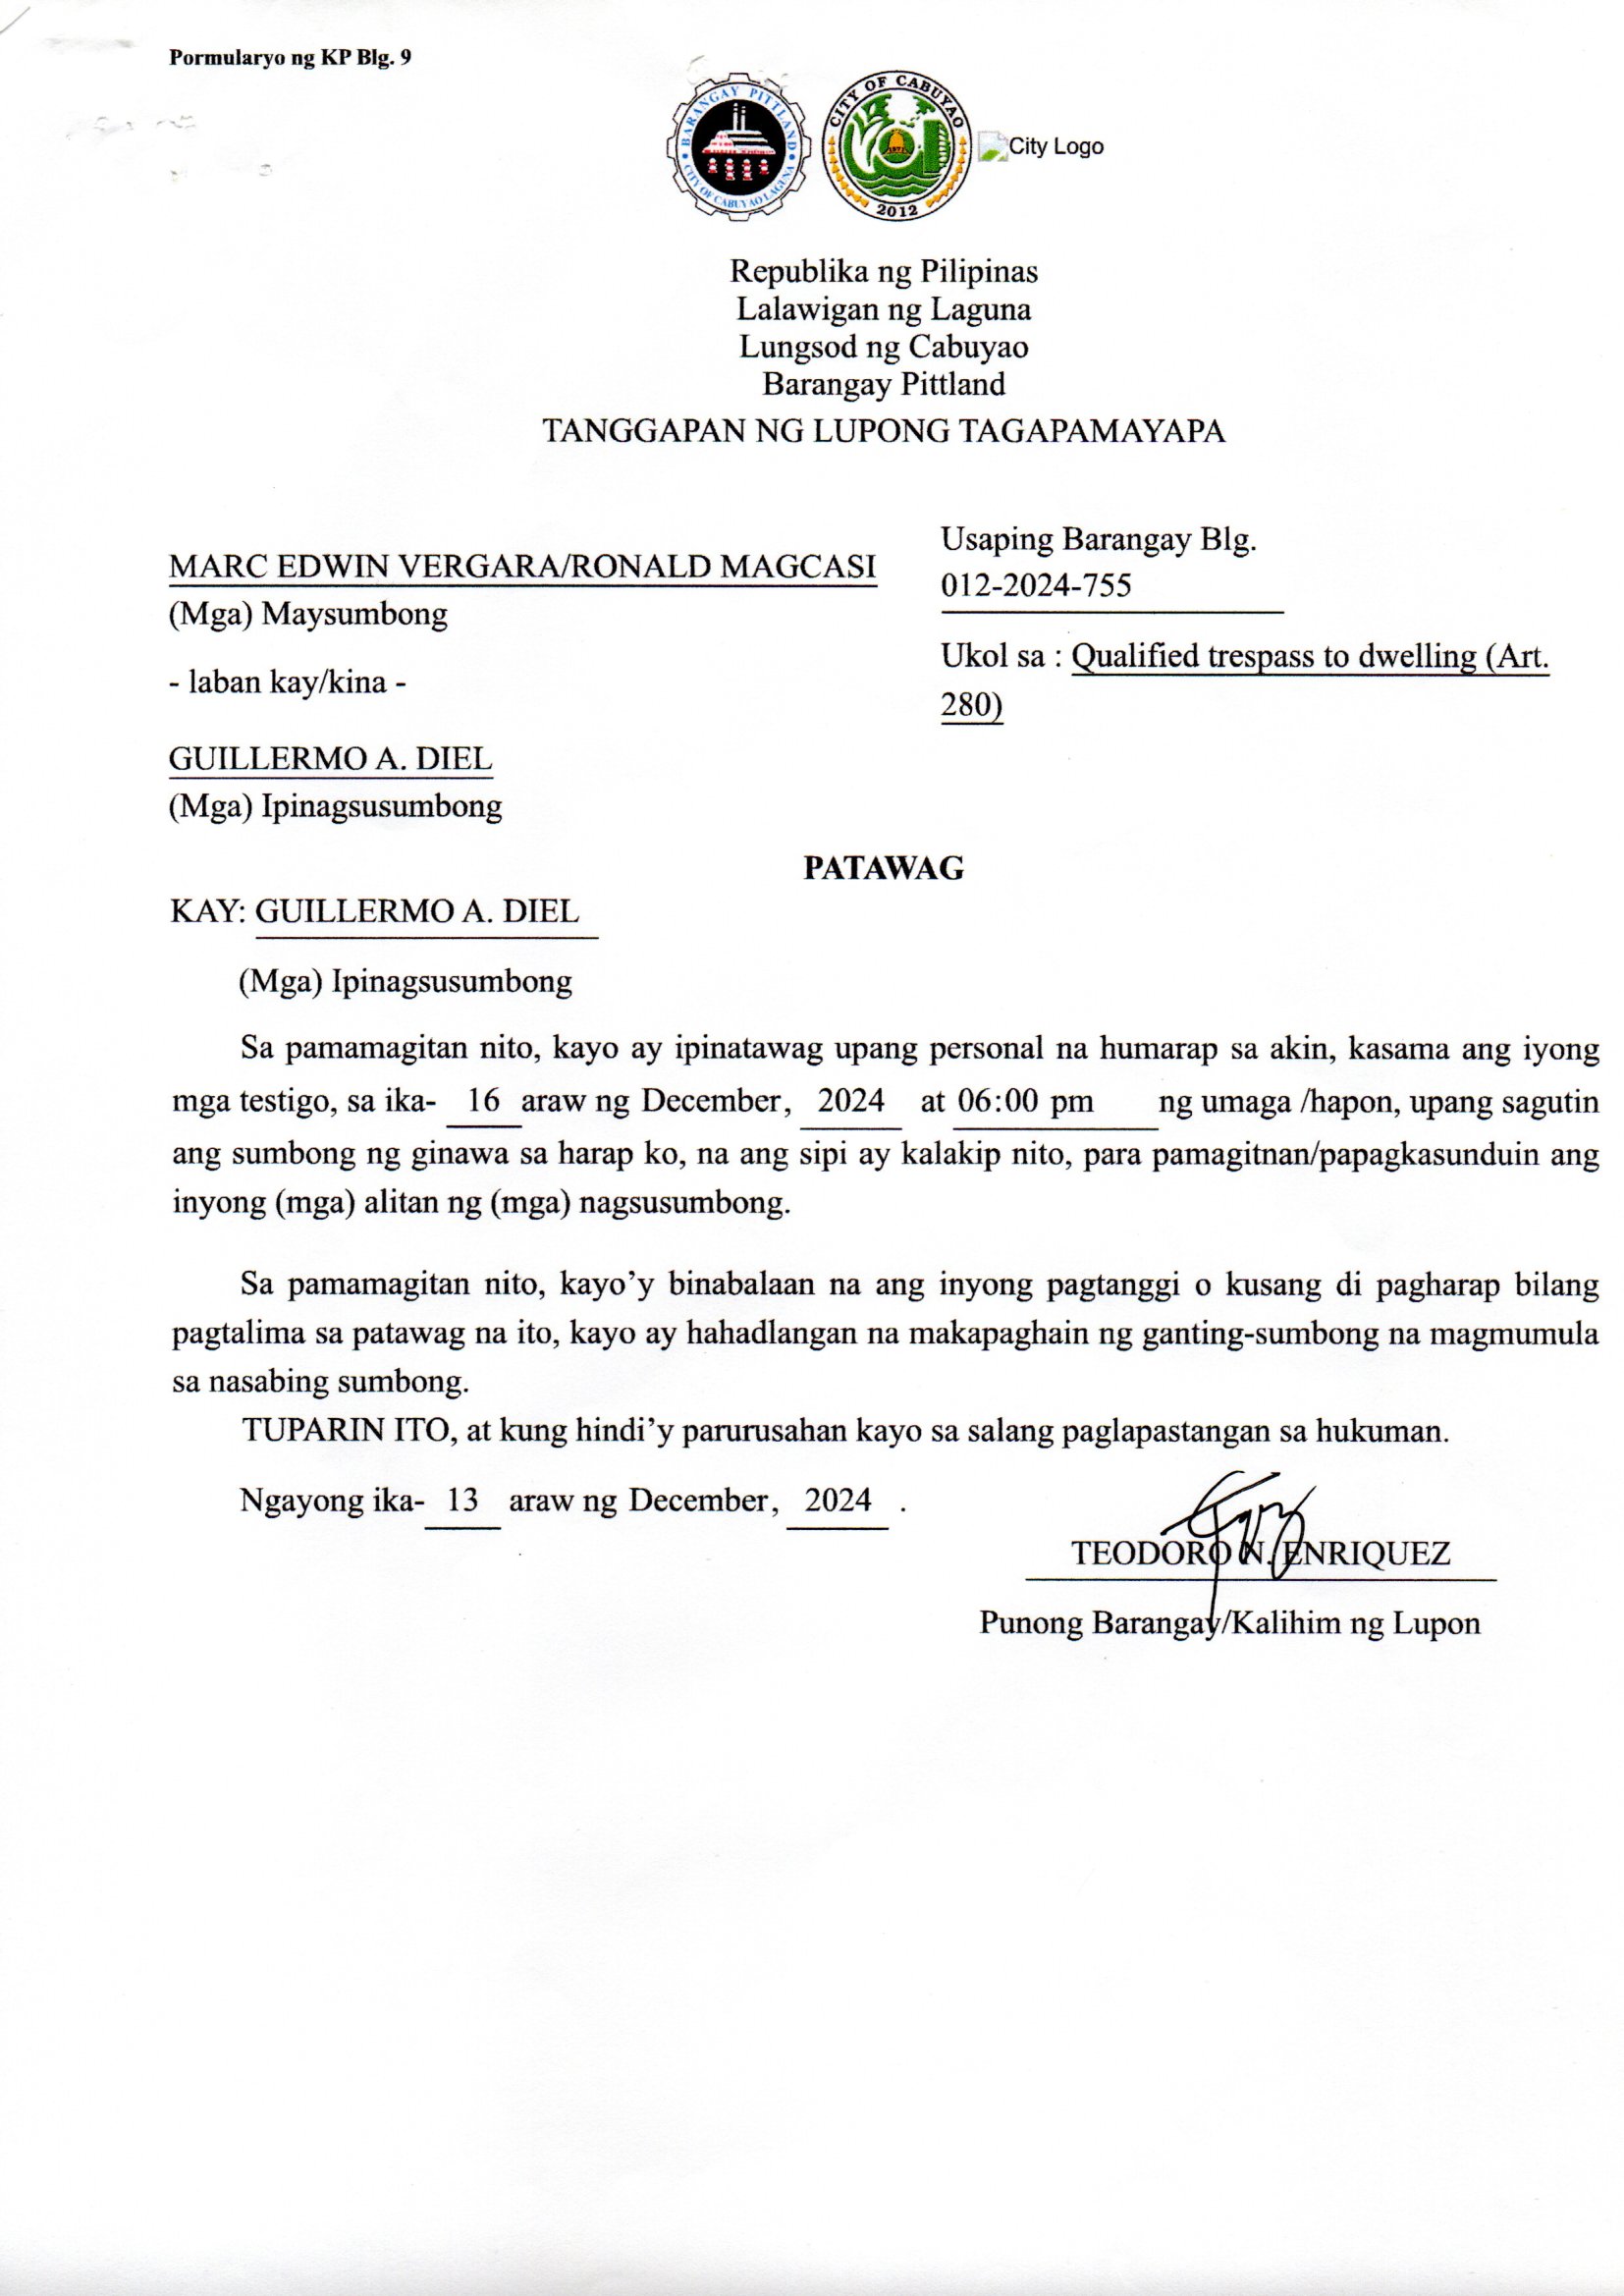 Pormularyo ng KP Blg. 9
BARANGAY PITTLAND
CITY OF CABUYAO LAGUNA
CITY OF CABUYAO
2012
City Logo
Republika ng Pilipinas
Lalawigan ng Laguna
Lungsod ng Cabuyao
Barangay Pittland
TANGGAPAN NG LUPONG TAGAPAMAYAPA
MARC EDWIN VERGARA/RONALD MAGCASI
(Mga) Maysumbong
- laban kay/kina -
GUILLERMO A. DIEL
(Mga) Ipinagsusumbong
Usaping Barangay Blg.
012-2024-755
Ukol sa : Qualified trespass to dwelling (Art.
280)
PATAWAG
KAY: GUILLERMO A. DIEL
(Mga) Ipinagsusumbong
Sa pamamagitan nito, kayo ay ipinatawag upang personal na humarap sa akin, kasama ang iyong
mga testigo, sa ika- 16 araw ng December, 2024 at 06:00 pm ng umaga /hapon, upang sagutin
ang sumbong ng ginawa sa harap ko, na ang sipi ay kalakip nito, para pamagitnan/papagkasunduin ang
inyong (mga) alitan ng (mga) nagsusumbong.
Sa pamamagitan nito, kayo’y binabalaan na ang inyong pagtanggi o kusang di pagharap bilang
pagtalima sa patawag na ito, kayo ay hahadlangan na makapaghain ng ganting-sumbong na magmumula
sa nasabing sumbong.
TUPARIN ITO, at kung hindi’y parurusahan kayo sa salang paglapastangan sa hukuman.
Ngayong ika- 13 araw ng December, 2024 .
TEODORO N. ENRIQUEZ
Punong Barangay/Kalihim ng Lupon